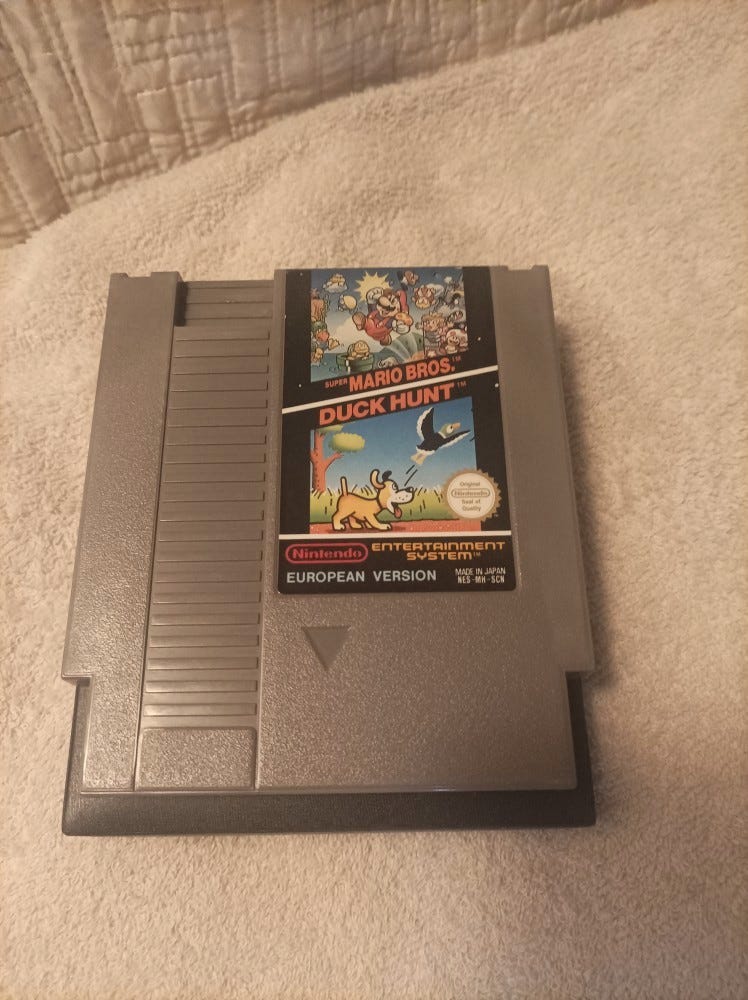 SUPER MARIO BROS.™
DUCK HUNT™
Original
Nintendo
Seal of
Quality
Nintendo ENTERTAINMENT
SYSTEM™
EUROPEAN VERSION
MADE IN JAPAN
NES-MH-SCN